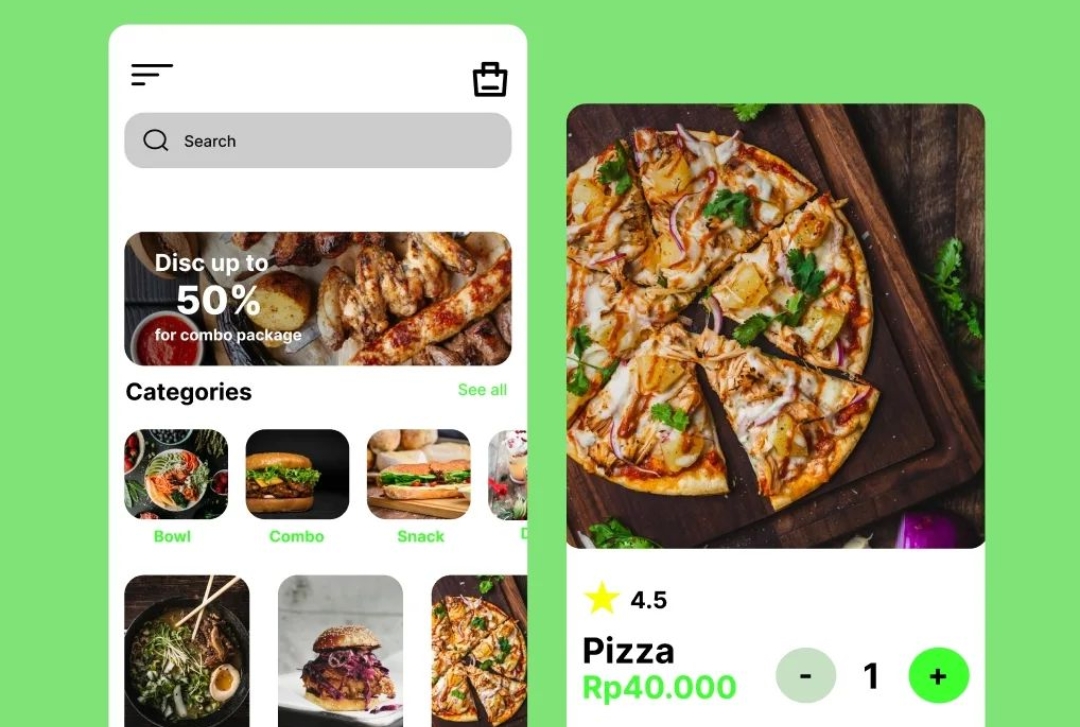 Search
Disc up to
50%
for combo package
Categories
See all
Bowl
Combo
Snack
4.5
Pizza
Rp40.000
- 1 +